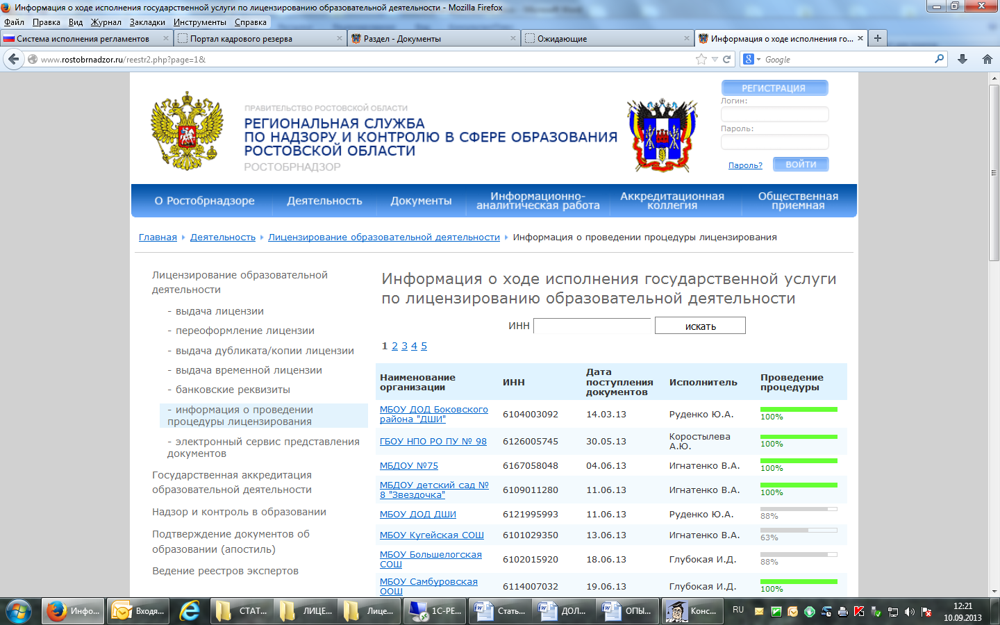 Информация о ходе исполнения государственной услуги по лицензированию образовательной деятельности - Mozilla Firefox
Файл Правка Вид Журнал Закладки Инструменты Справка
Система исполнения регламентов
Портал кадрового резерва
Раздел - Документы
Ожидающие
Информация о ходе исполнения го...
www.rostobrnadzor.ru/reestr2.php?page=1&
Google
ПРАВИТЕЛЬСТВО РОСТОВСКОЙ ОБЛАСТИ
РЕГИОНАЛЬНАЯ СЛУЖБА
ПО НАДЗОРУ И КОНТРОЛЮ В СФЕРЕ ОБРАЗОВАНИЯ
РОСТОВСКОЙ ОБЛАСТИ
РОСТОБРНАДЗОР
РЕГИСТРАЦИЯ
Логин:
Пароль:
Пароль? ВОЙТИ
О Ростобрнадзоре
Деятельность
Документы
Информационно-
аналитическая работа
Аккредитационная
коллегия
Общественная
приемная
Главная Деятельность Лицензирование образовательной деятельности Информация о проведении процедуры лицензирования
Лицензирование образовательной
деятельности
- выдача лицензии
- переоформление лицензии
- выдача дубликата/копии лицензии
- выдача временной лицензии
- банковские реквизиты
- информация о проведении
процедуры лицензирования
- электронный сервис представления
документов
Государственная аккредитация
образовательной деятельности
Надзор и контроль в образовании
Подтверждение документов об
образовании (апостиль)
Ведение реестров экспертов
Информация о ходе исполнения государственной услуги
по лицензированию образовательной деятельности
ИНН искать
1 2 3 4 5
Наименование
организации
ИНН
Дата
поступления
документов
Исполнитель
Проведение
процедуры
МБОУ ДОД Боковского
района "ДШИ"
6104003092 14.03.13 Руденко Ю.А. 100%
ГБОУ НПО РО ПУ № 98 6126005745 30.05.13 Коростылева
А.Ю.
100%
МБДОУ №75 6167058048 04.06.13 Игнатенко В.А. 100%
МБДОУ детский сад №
8 "Звездочка"
6109011280 11.06.13 Игнатенко В.А. 100%
МБОУ ДОД ДШИ 6121995993 11.06.13 Руденко Ю.А. 88%
МБОУ Кугейская СОШ 6101029350 13.06.13 Игнатенко В.А. 63%
МБОУ Большелогская
СОШ
6102015920 18.06.13 Глубокая И.Д. 88%
МБОУ Самбуровская
ООШ
6114007032 19.06.13 Глубокая И.Д. 100%
Инфо... Входя... СТАТ... ЛИЦЕ... Лице... 1С-РЕ... Стать... ДОЛ... ОПЫ... Конс... RU
12:21
10.09.2013